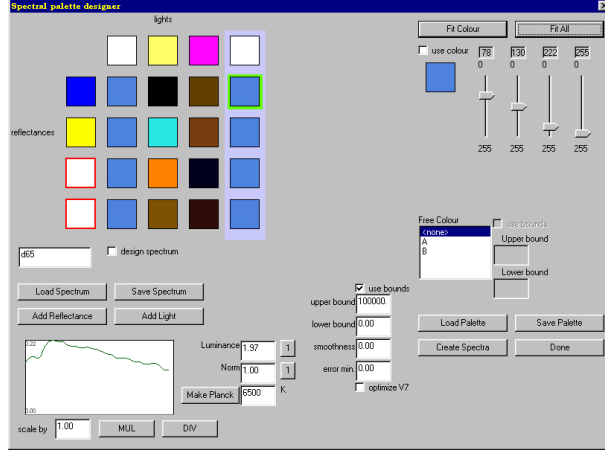 Spectral palette designer
lights
reflectances
d65
design spectrum
Load Spectrum
Save Spectrum
Add Reflectance
Add Light
0.22
0.00
Luminance 1.97 1
Norm 1.00 1
Make Planck 6500 K
scale by 1.00 MUL DIV
use bounds
upper bound 100000.
lower bound 0.00
smoothness 0.00
error min. 0.00
optimize V7
Fit Colour
Fit All
use colour 78 130 222 255
0 0 0 0
255 255 255 255
Free Colour
<none>
A
B
use bounds
Upper bound
Lower bound
Load Palette
Save Palette
Create Spectra
Done